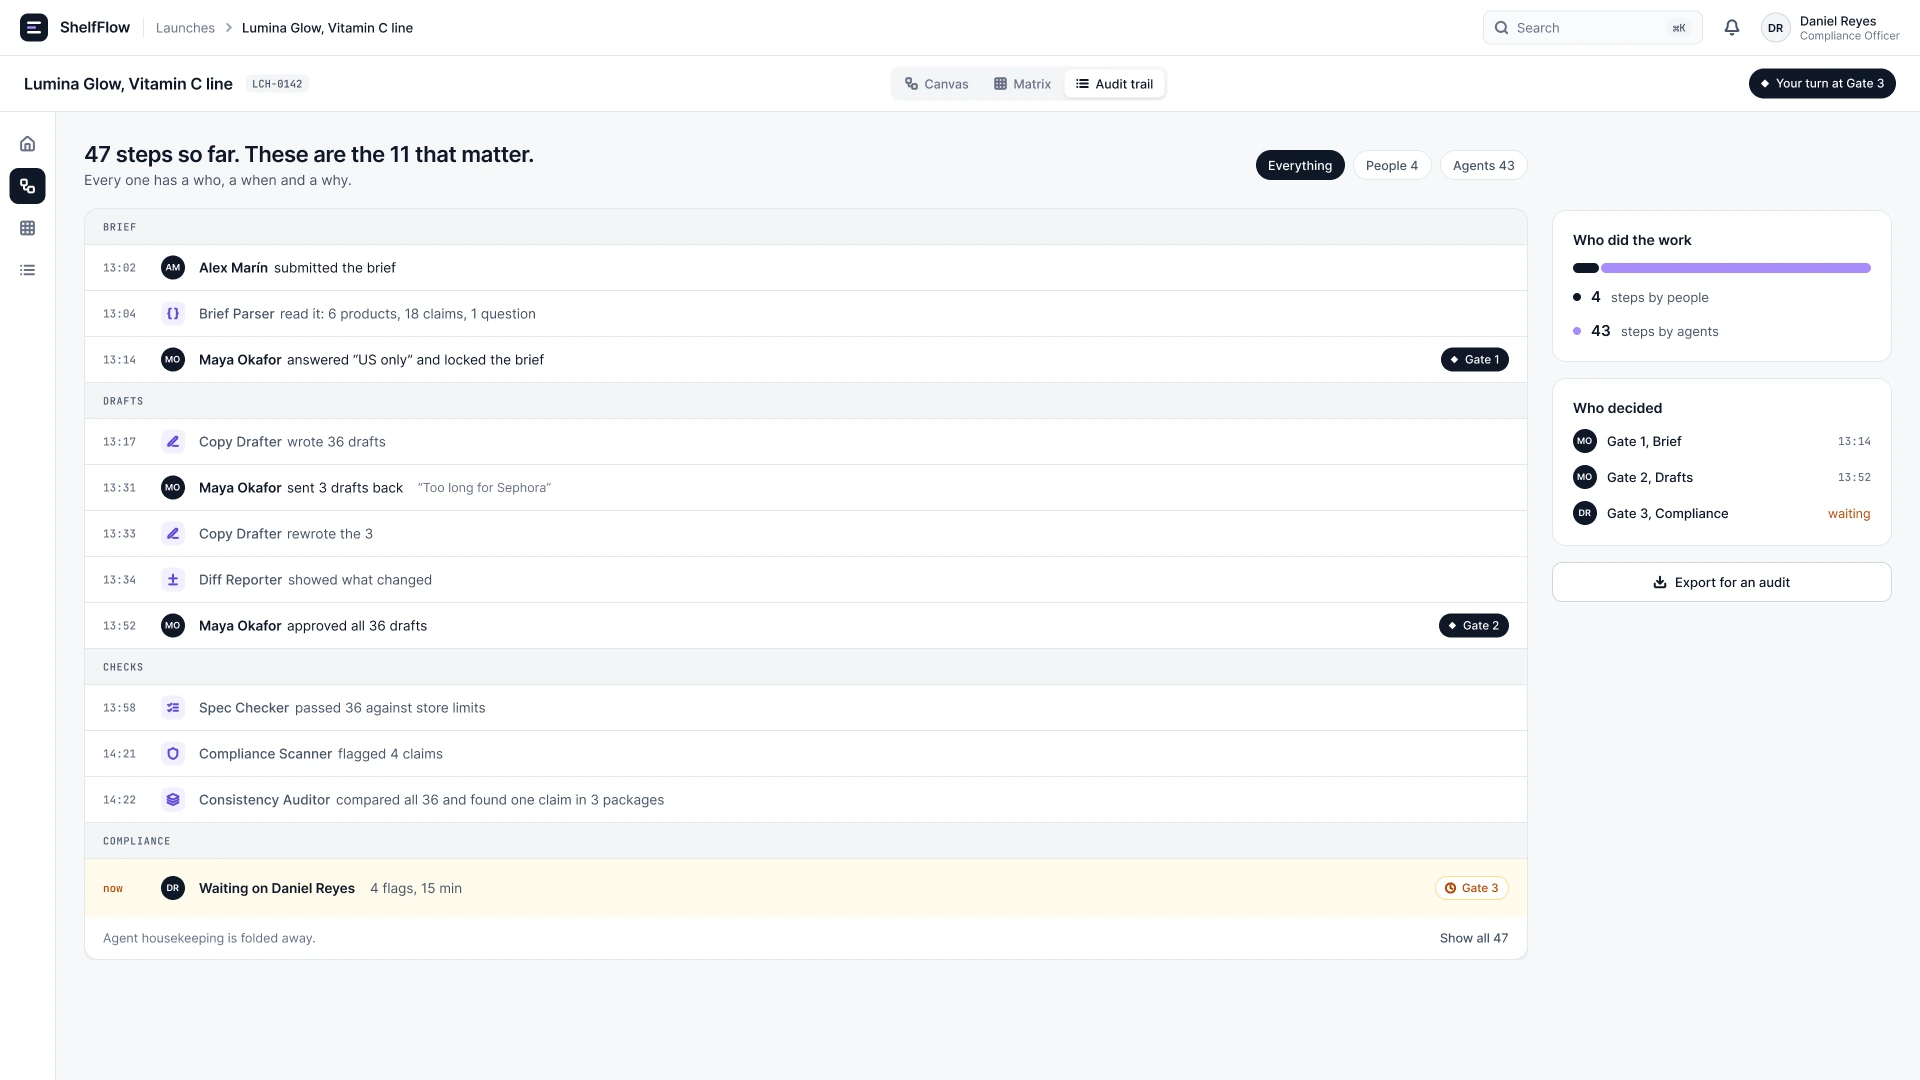 ShelfFlow
Launches
Lumina Glow, Vitamin C line
Search
⌘K
DR
Daniel Reyes
Compliance Officer
Lumina Glow, Vitamin C line
LCH-0142
Canvas
Matrix
Audit trail
Your turn at Gate 3
47 steps so far. These are the 11 that matter.
Every one has a who, a when and a why.
Everything
People 4
Agents 43
BRIEF
13:02 AM Alex Marín submitted the brief
13:04 Brief Parser read it: 6 products, 18 claims, 1 question
13:14 MO Maya Okafor answered “US only” and locked the brief Gate 1
DRAFTS
13:17 Copy Drafter wrote 36 drafts
13:31 MO Maya Okafor sent 3 drafts back “Too long for Sephora”
13:33 Copy Drafter rewrote the 3
13:34 Diff Reporter showed what changed
13:52 MO Maya Okafor approved all 36 drafts Gate 2
CHECKS
13:58 Spec Checker passed 36 against store limits
14:21 Compliance Scanner flagged 4 claims
14:22 Consistency Auditor compared all 36 and found one claim in 3 packages
COMPLIANCE
now DR Waiting on Daniel Reyes 4 flags, 15 min Gate 3
Agent housekeeping is folded away. Show all 47
Who did the work
4 steps by people
43 steps by agents
Who decided
MO Gate 1, Brief 13:14
MO Gate 2, Drafts 13:52
DR Gate 3, Compliance waiting
Export for an audit